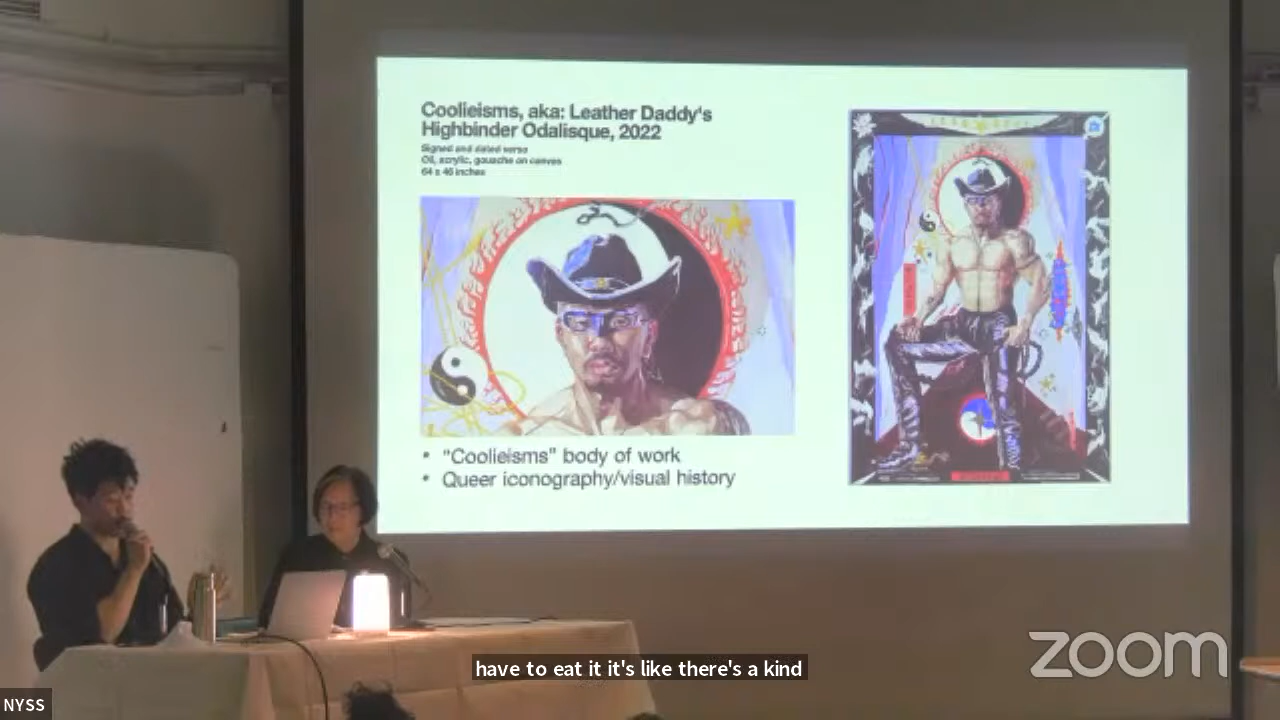 Coolieisms, aka: Leather Daddy's
Highbinder Odalisque, 2022
Signed and dated verso
Oil, acrylic, gouache on canvas
64 x 46 inches
• "Coolieisms" body of work
• Queer iconography/visual history
have to eat it it's like there's a kind
zoom
NYSS